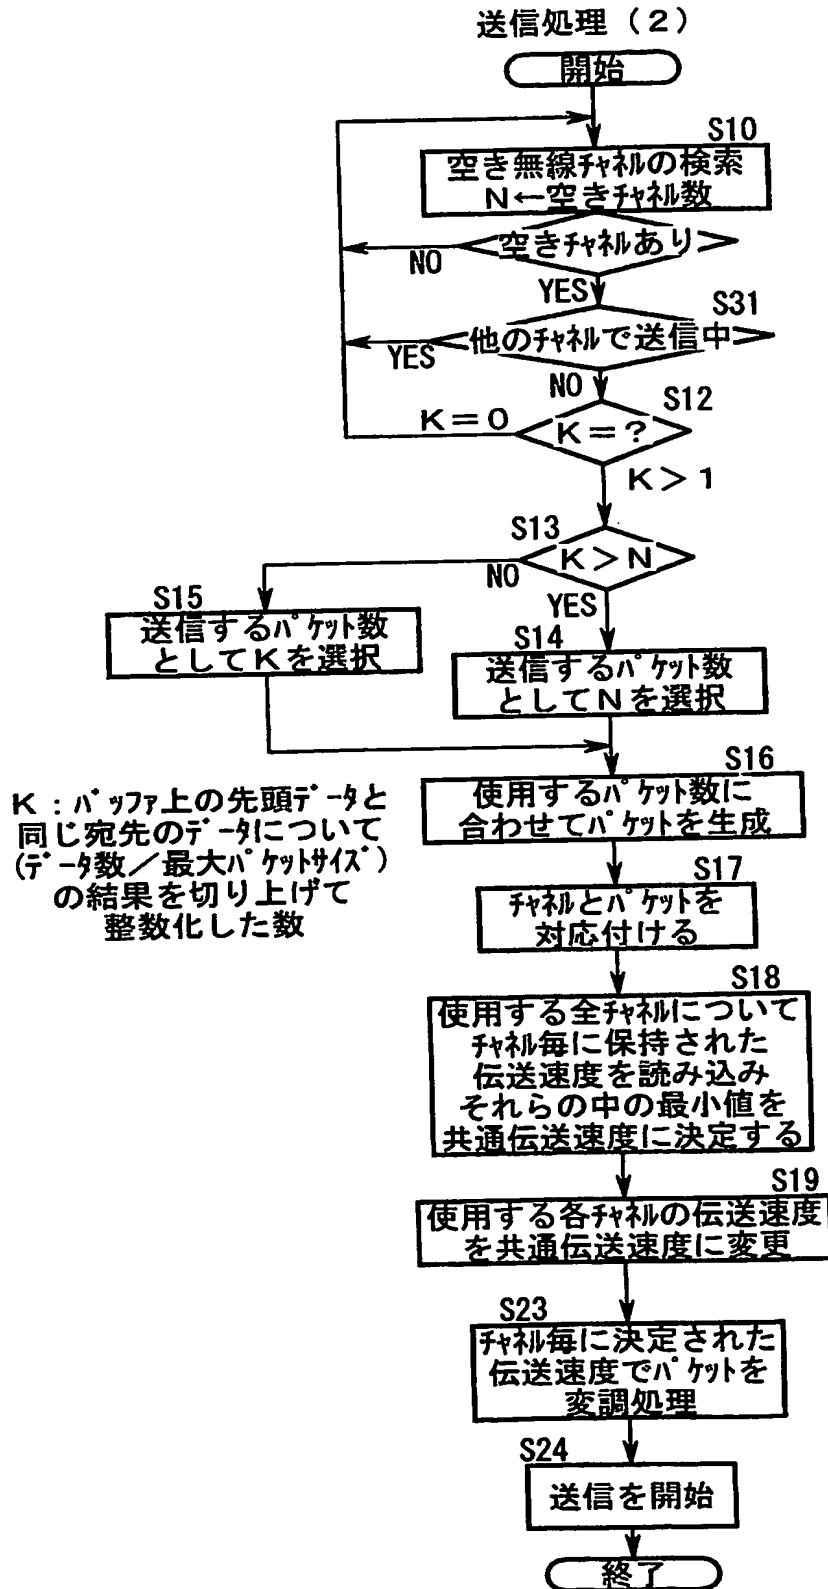 送信処理（２）
開始
S10
空き無線ﾁｬﾈﾙの検索
N←空きﾁｬﾈﾙ数
空きﾁｬﾈﾙあり
NO
YES
S31
他のﾁｬﾈﾙで送信中
YES
NO
S12
K＝0
K＝?
K＞1
S13
K＞N
NO
YES
S15
送信するﾊﾟｹｯﾄ数
としてKを選択
S14
送信するﾊﾟｹｯﾄ数
としてNを選択
S16
使用するﾊﾟｹｯﾄ数に
合わせてﾊﾟｹｯﾄを生成
K：ﾊﾞｯﾌｧ上の先頭ﾃﾞｰﾀと
同じ宛先のﾃﾞｰﾀについて
(ﾃﾞｰﾀ数／最大ﾊﾟｹｯﾄｻｲｽﾞ)
の結果を切り上げて
整数化した数
S17
ﾁｬﾈﾙとﾊﾟｹｯﾄを
対応付ける
S18
使用する全ﾁｬﾈﾙについて
ﾁｬﾈﾙ毎に保持された
伝送速度を読み込み
それらの中の最小値を
共通伝送速度に決定する
S19
使用する各ﾁｬﾈﾙの伝送速度
を共通伝送速度に変更
S23
ﾁｬﾈﾙ毎に決定された
伝送速度でﾊﾟｹｯﾄを
変調処理
S24
送信を開始
終了